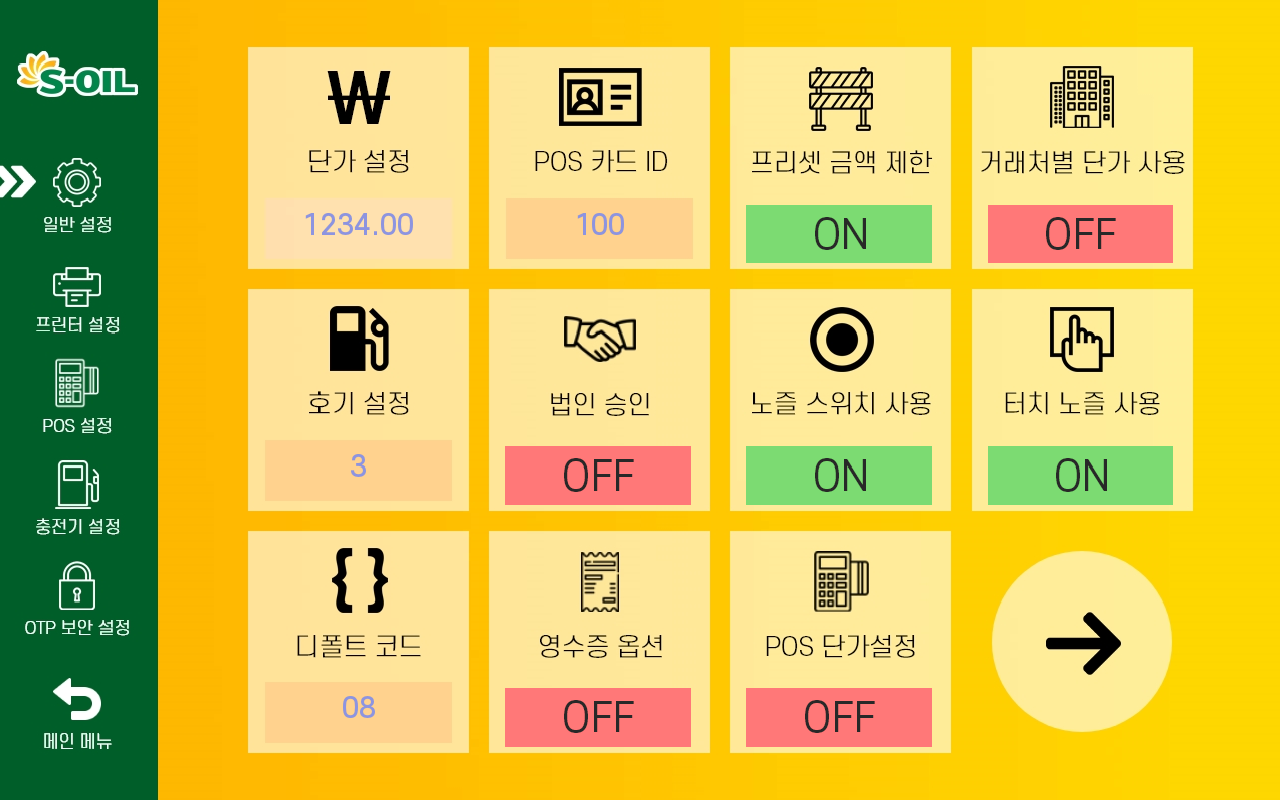 S-OIL
일반 설정
프린터 설정
POS 설정
충전기 설정
OTP 보안 설정
메인 메뉴
단가 설정
1234.00
POS 카드 ID
100
프리셋 금액 제한
ON
거래처별 단가 사용
OFF
호기 설정
3
법인 승인
OFF
노즐 스위치 사용
ON
터치 노즐 사용
ON
디폴트 코드
08
영수증 옵션
OFF
POS 단가설정
OFF